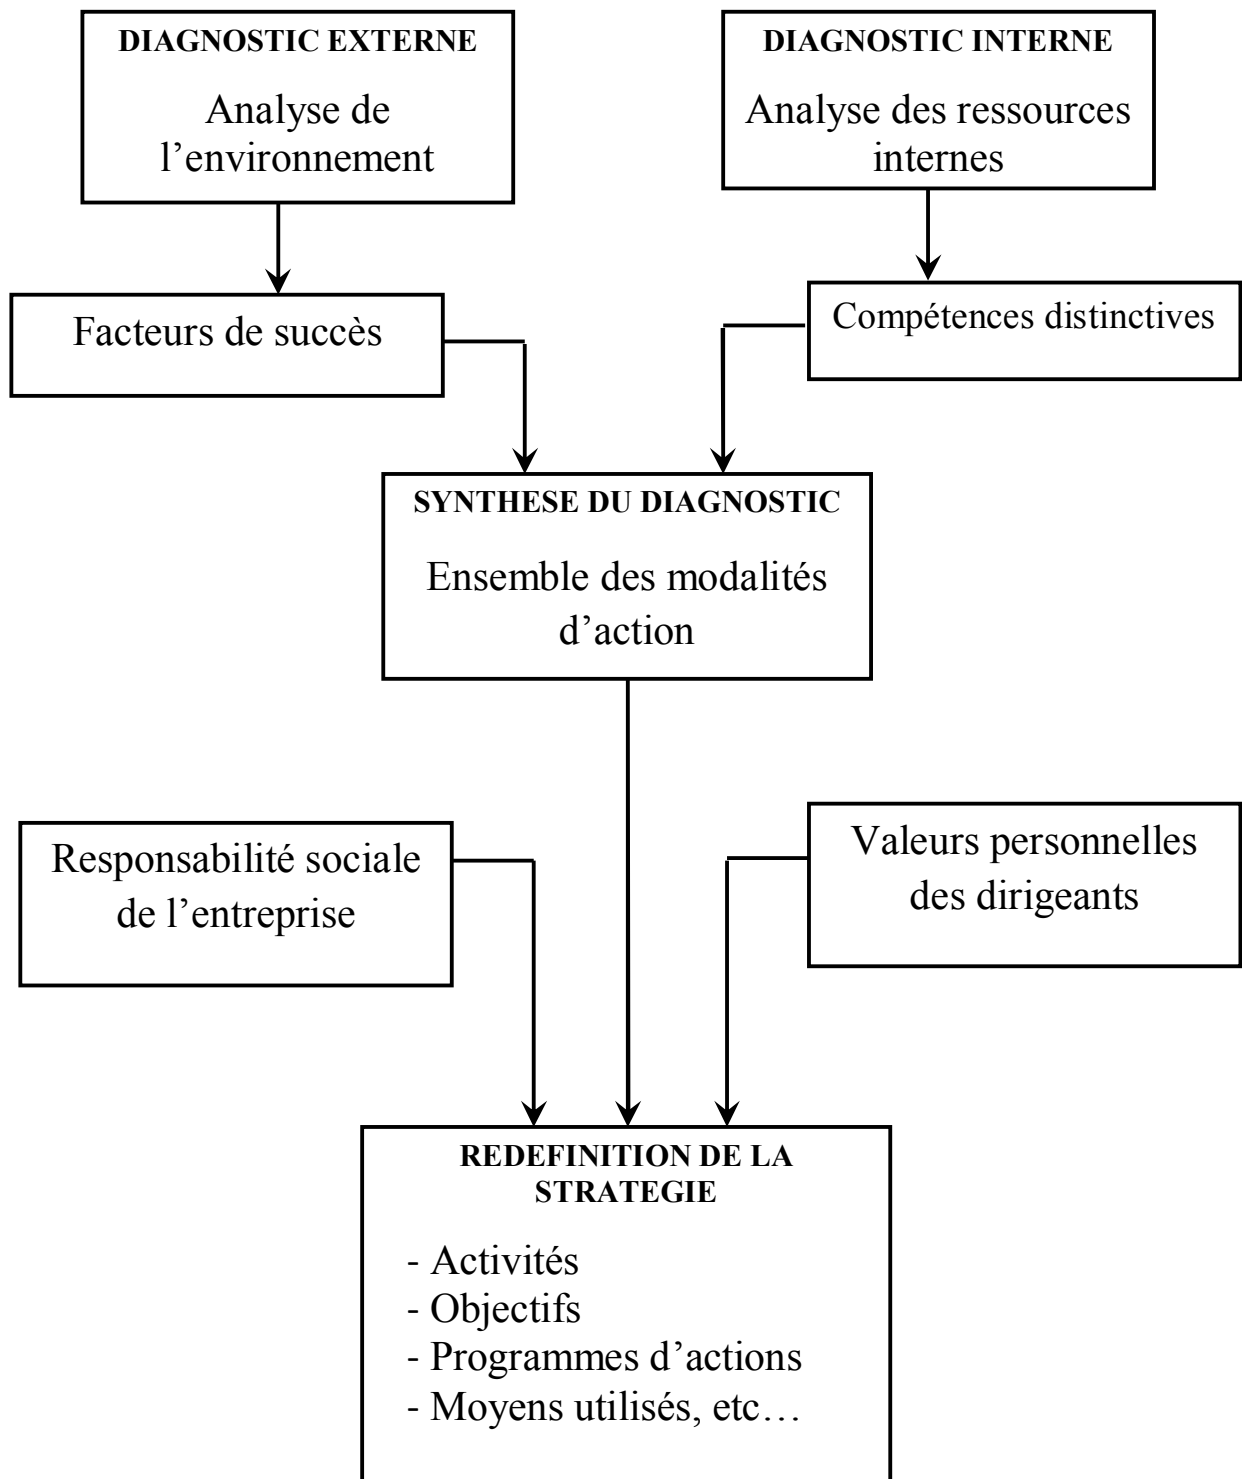 DIAGNOSTIC EXTERNE
Analyse de
l’environnement
DIAGNOSTIC INTERNE
Analyse des ressources
internes
Facteurs de succès
Compétences distinctives
SYNTHESE DU DIAGNOSTIC
Ensemble des modalités
d’action
Responsabilité sociale
de l’entreprise
Valeurs personnelles
des dirigeants
REDEFINITION DE LA
STRATEGIE
- Activités
- Objectifs
- Programmes d’actions
- Moyens utilisés, etc…